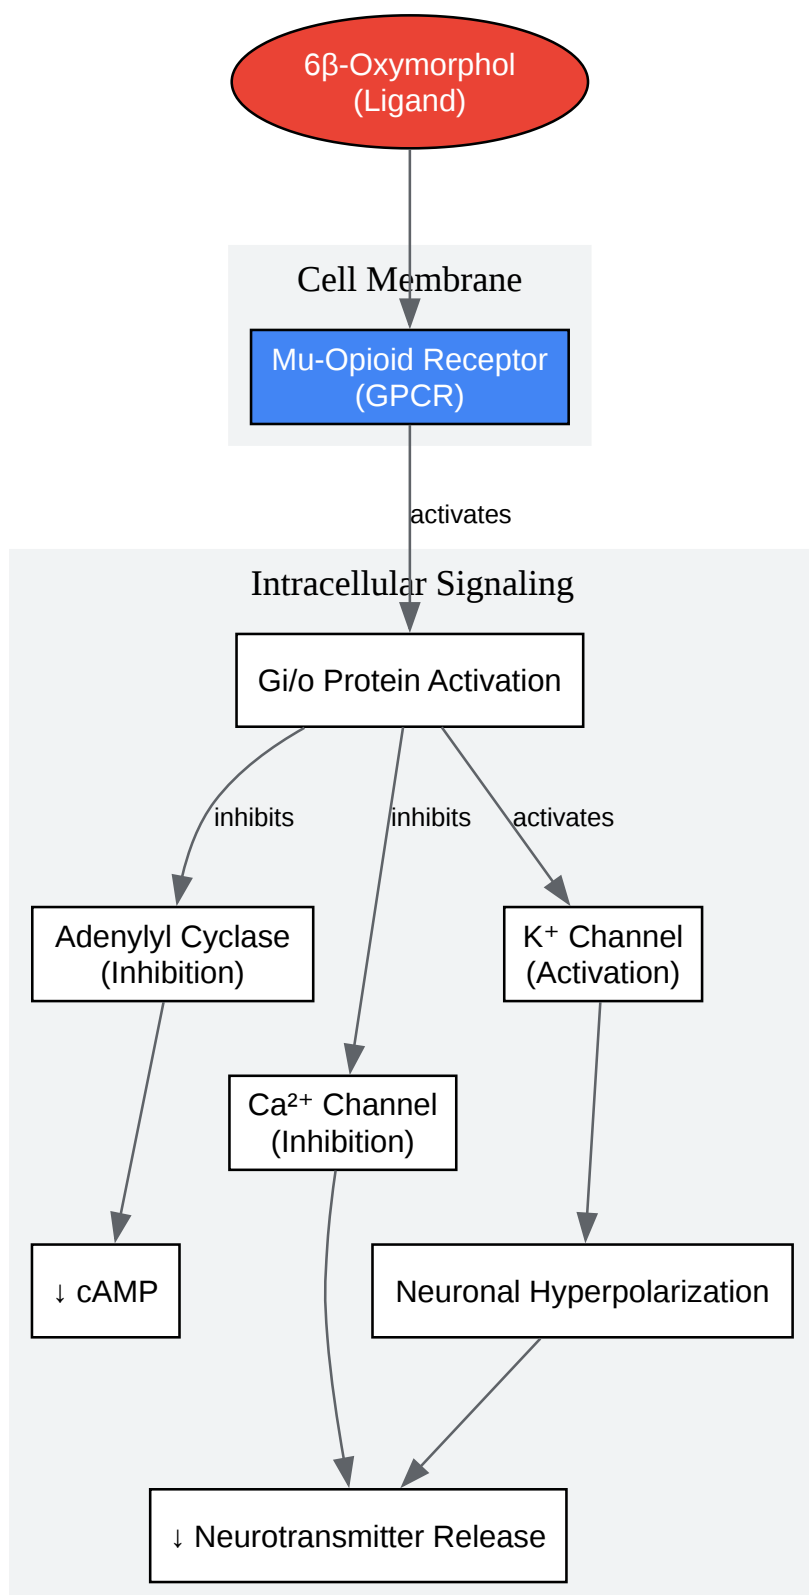 6β-Oxymorphol
(Ligand)
Cell Membrane
Mu-Opioid Receptor
(GPCR)
activates
Intracellular Signaling
Gi/o Protein Activation
inhibits
inhibits
activates
Adenylyl Cyclase
(Inhibition)
K⁺ Channel
(Activation)
Ca²⁺ Channel
(Inhibition)
↓ cAMP
Neuronal Hyperpolarization
↓ Neurotransmitter Release